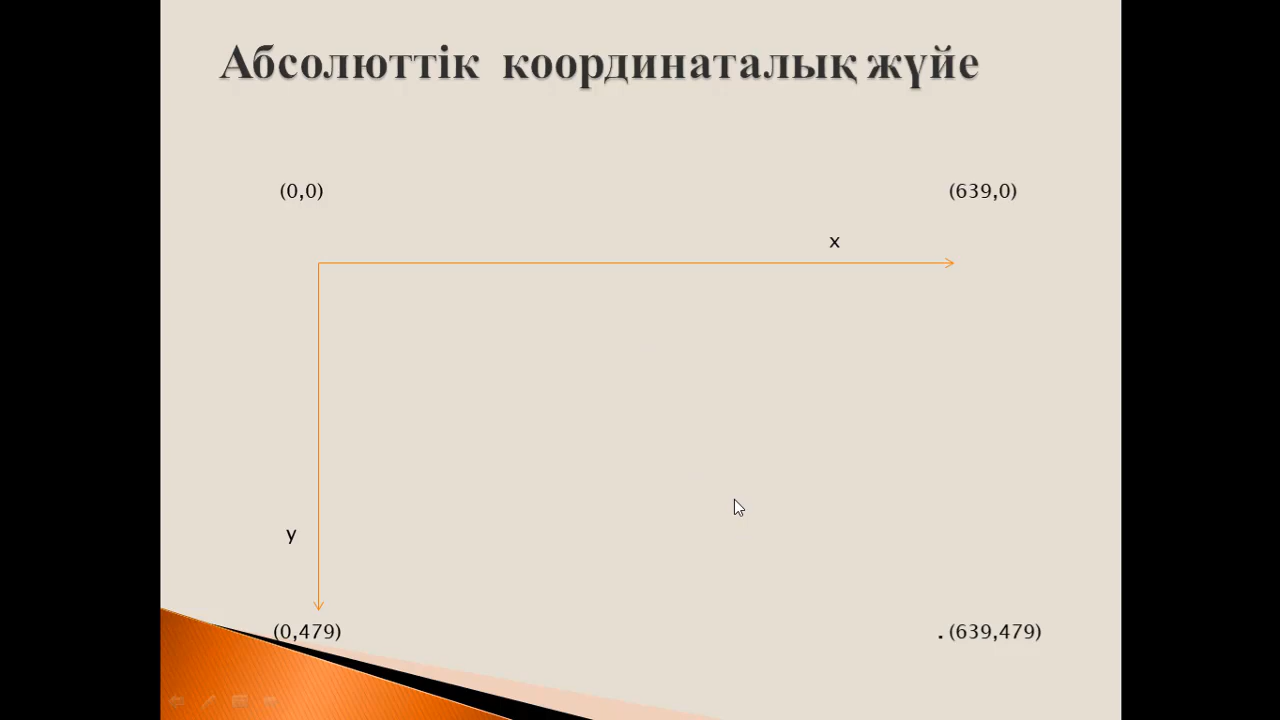 Абсолюттік координаталық жүйе
(0,0) (639,0)
x
y
(0,479) . (639,479)